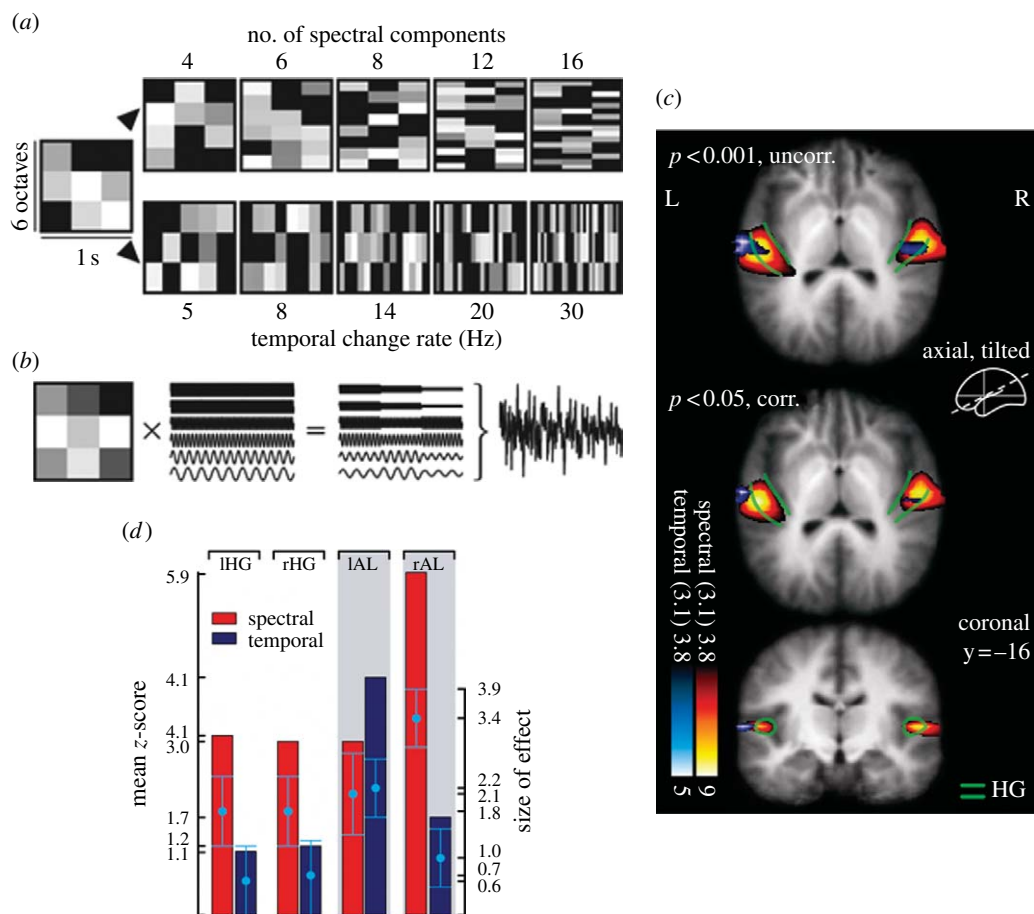 (a)
no. of spectral components
4 6 8 12 16
6 octaves
1 s
5 8 14 20 30
temporal change rate (Hz)
(b)
× = }
(c)
p < 0.001, uncorr.
L R
axial, tilted
p < 0.05, corr.
spectral (3.1) 3.8 9
temporal (3.1) 3.8 5
coronal
y = –16
HG
(d)
lHG rHG lAL rAL
spectral
temporal
mean z-score
5.9
4.1
4.1
3.0
1.7
1.2
1.1
size of effect
3.9
3.4
2.2
2.1
1.8
1.0
0.7
0.6